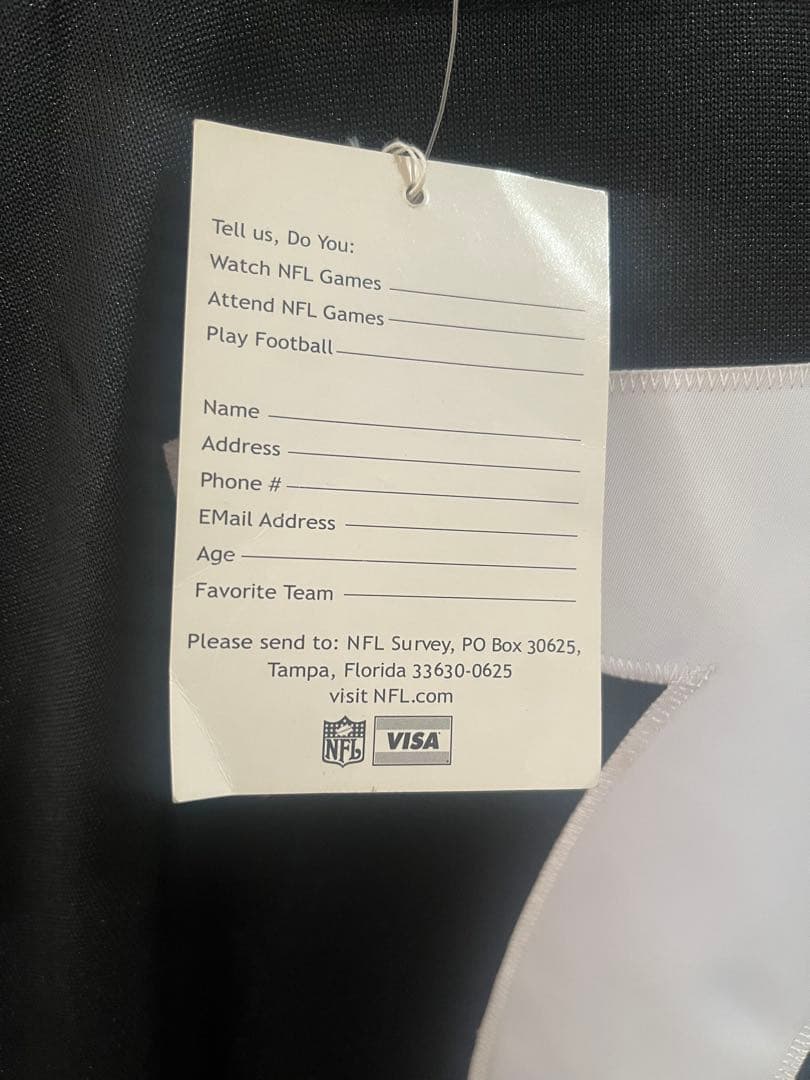 Tell us, Do You:
Watch NFL Games
Attend NFL Games
Play Football
Name
Address
Phone #
EMail Address
Age
Favorite Team
Please send to: NFL Survey, PO Box 30625,
Tampa, Florida 33630-0625
visit NFL.com
NFL VISA